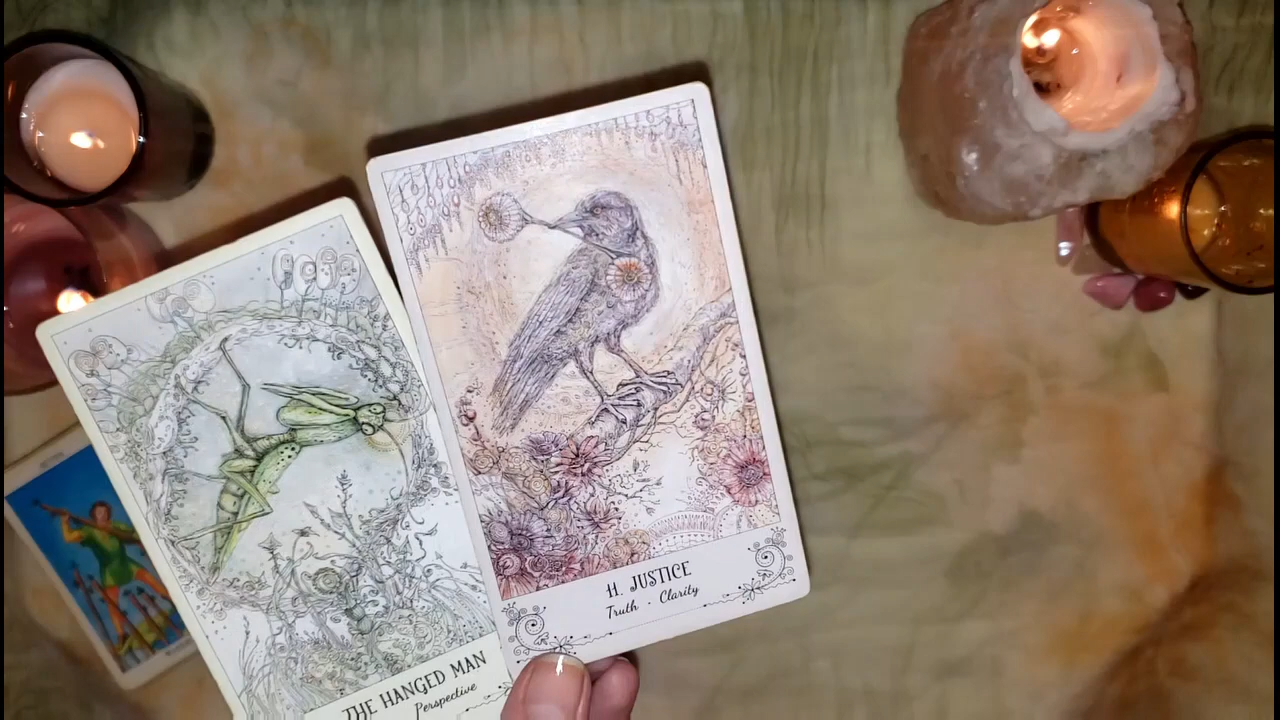 THE HANGED MAN
Perspective
11. JUSTICE
Truth · Clarity